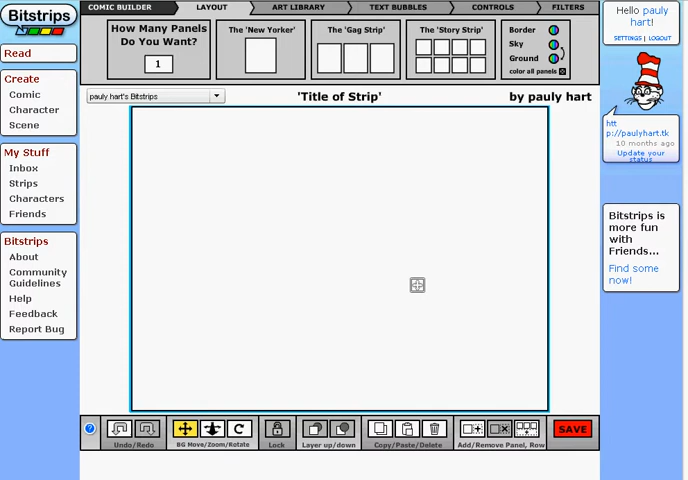 Bitstrips
Read
Create
Comic
Character
Scene
My Stuff
Inbox
Strips
Characters
Friends
Bitstrips
About
Community
Guidelines
Help
Feedback
Report Bug
COMIC BUILDER
LAYOUT
ART LIBRARY
TEXT BUBBLES
CONTROLS
FILTERS
How Many Panels
Do You Want?
1
The 'New Yorker'
The 'Gag Strip'
The 'Story Strip'
Border
Sky
Ground
color all panels
pauly hart's Bitstrips
'Title of Strip'
by pauly hart
Undo/Redo
BG Move/Zoom/Rotate
Lock
Layer up/down
Copy/Paste/Delete
Add/Remove Panel, Row
SAVE
Hello pauly
hart!
SETTINGS | LOGOUT
htt
p://paulyhart.tk
10 months ago
Update your
status
Bitstrips is
more fun
with
Friends...
Find some
now!